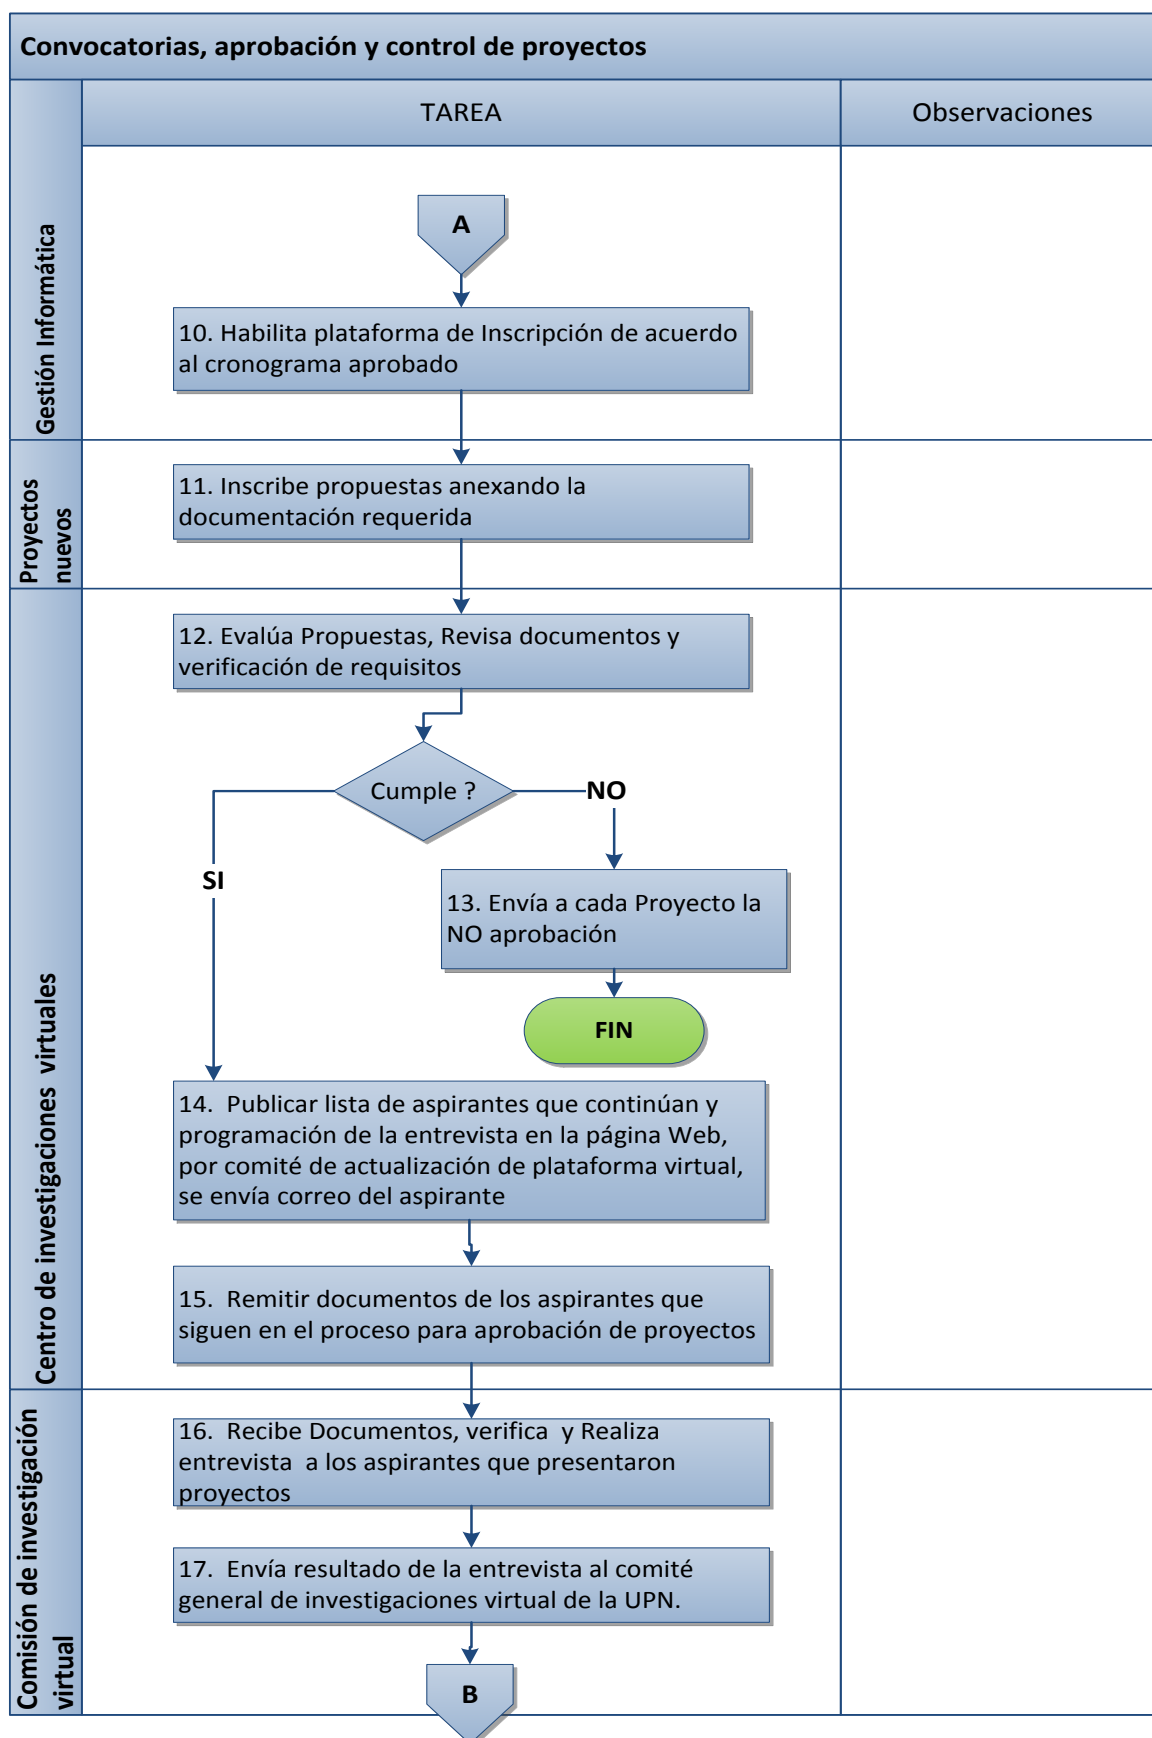 Convocatorias, aprobación y control de proyectos
TAREA
Observaciones
Gestión Informática
A
10. Habilita plataforma de Inscripción de acuerdo
al cronograma aprobado
Proyectos
nuevos
11. Inscribe propuestas anexando la
documentación requerida
Centro de investigaciones virtuales
12. Evalúa Propuestas, Revisa documentos y
verificación de requisitos
Cumple ?
NO
SI
13. Envía a cada Proyecto la
NO aprobación
FIN
14. Publicar lista de aspirantes que continúan y
programación de la entrevista en la página Web,
por comité de actualización de plataforma virtual,
se envía correo del aspirante
15. Remitir documentos de los aspirantes que
siguen en el proceso para aprobación de proyectos
Comisión de investigación
virtual
16. Recibe Documentos, verifica y Realiza
entrevista a los aspirantes que presentaron
proyectos
17. Envía resultado de la entrevista al comité
general de investigaciones virtual de la UPN.
B